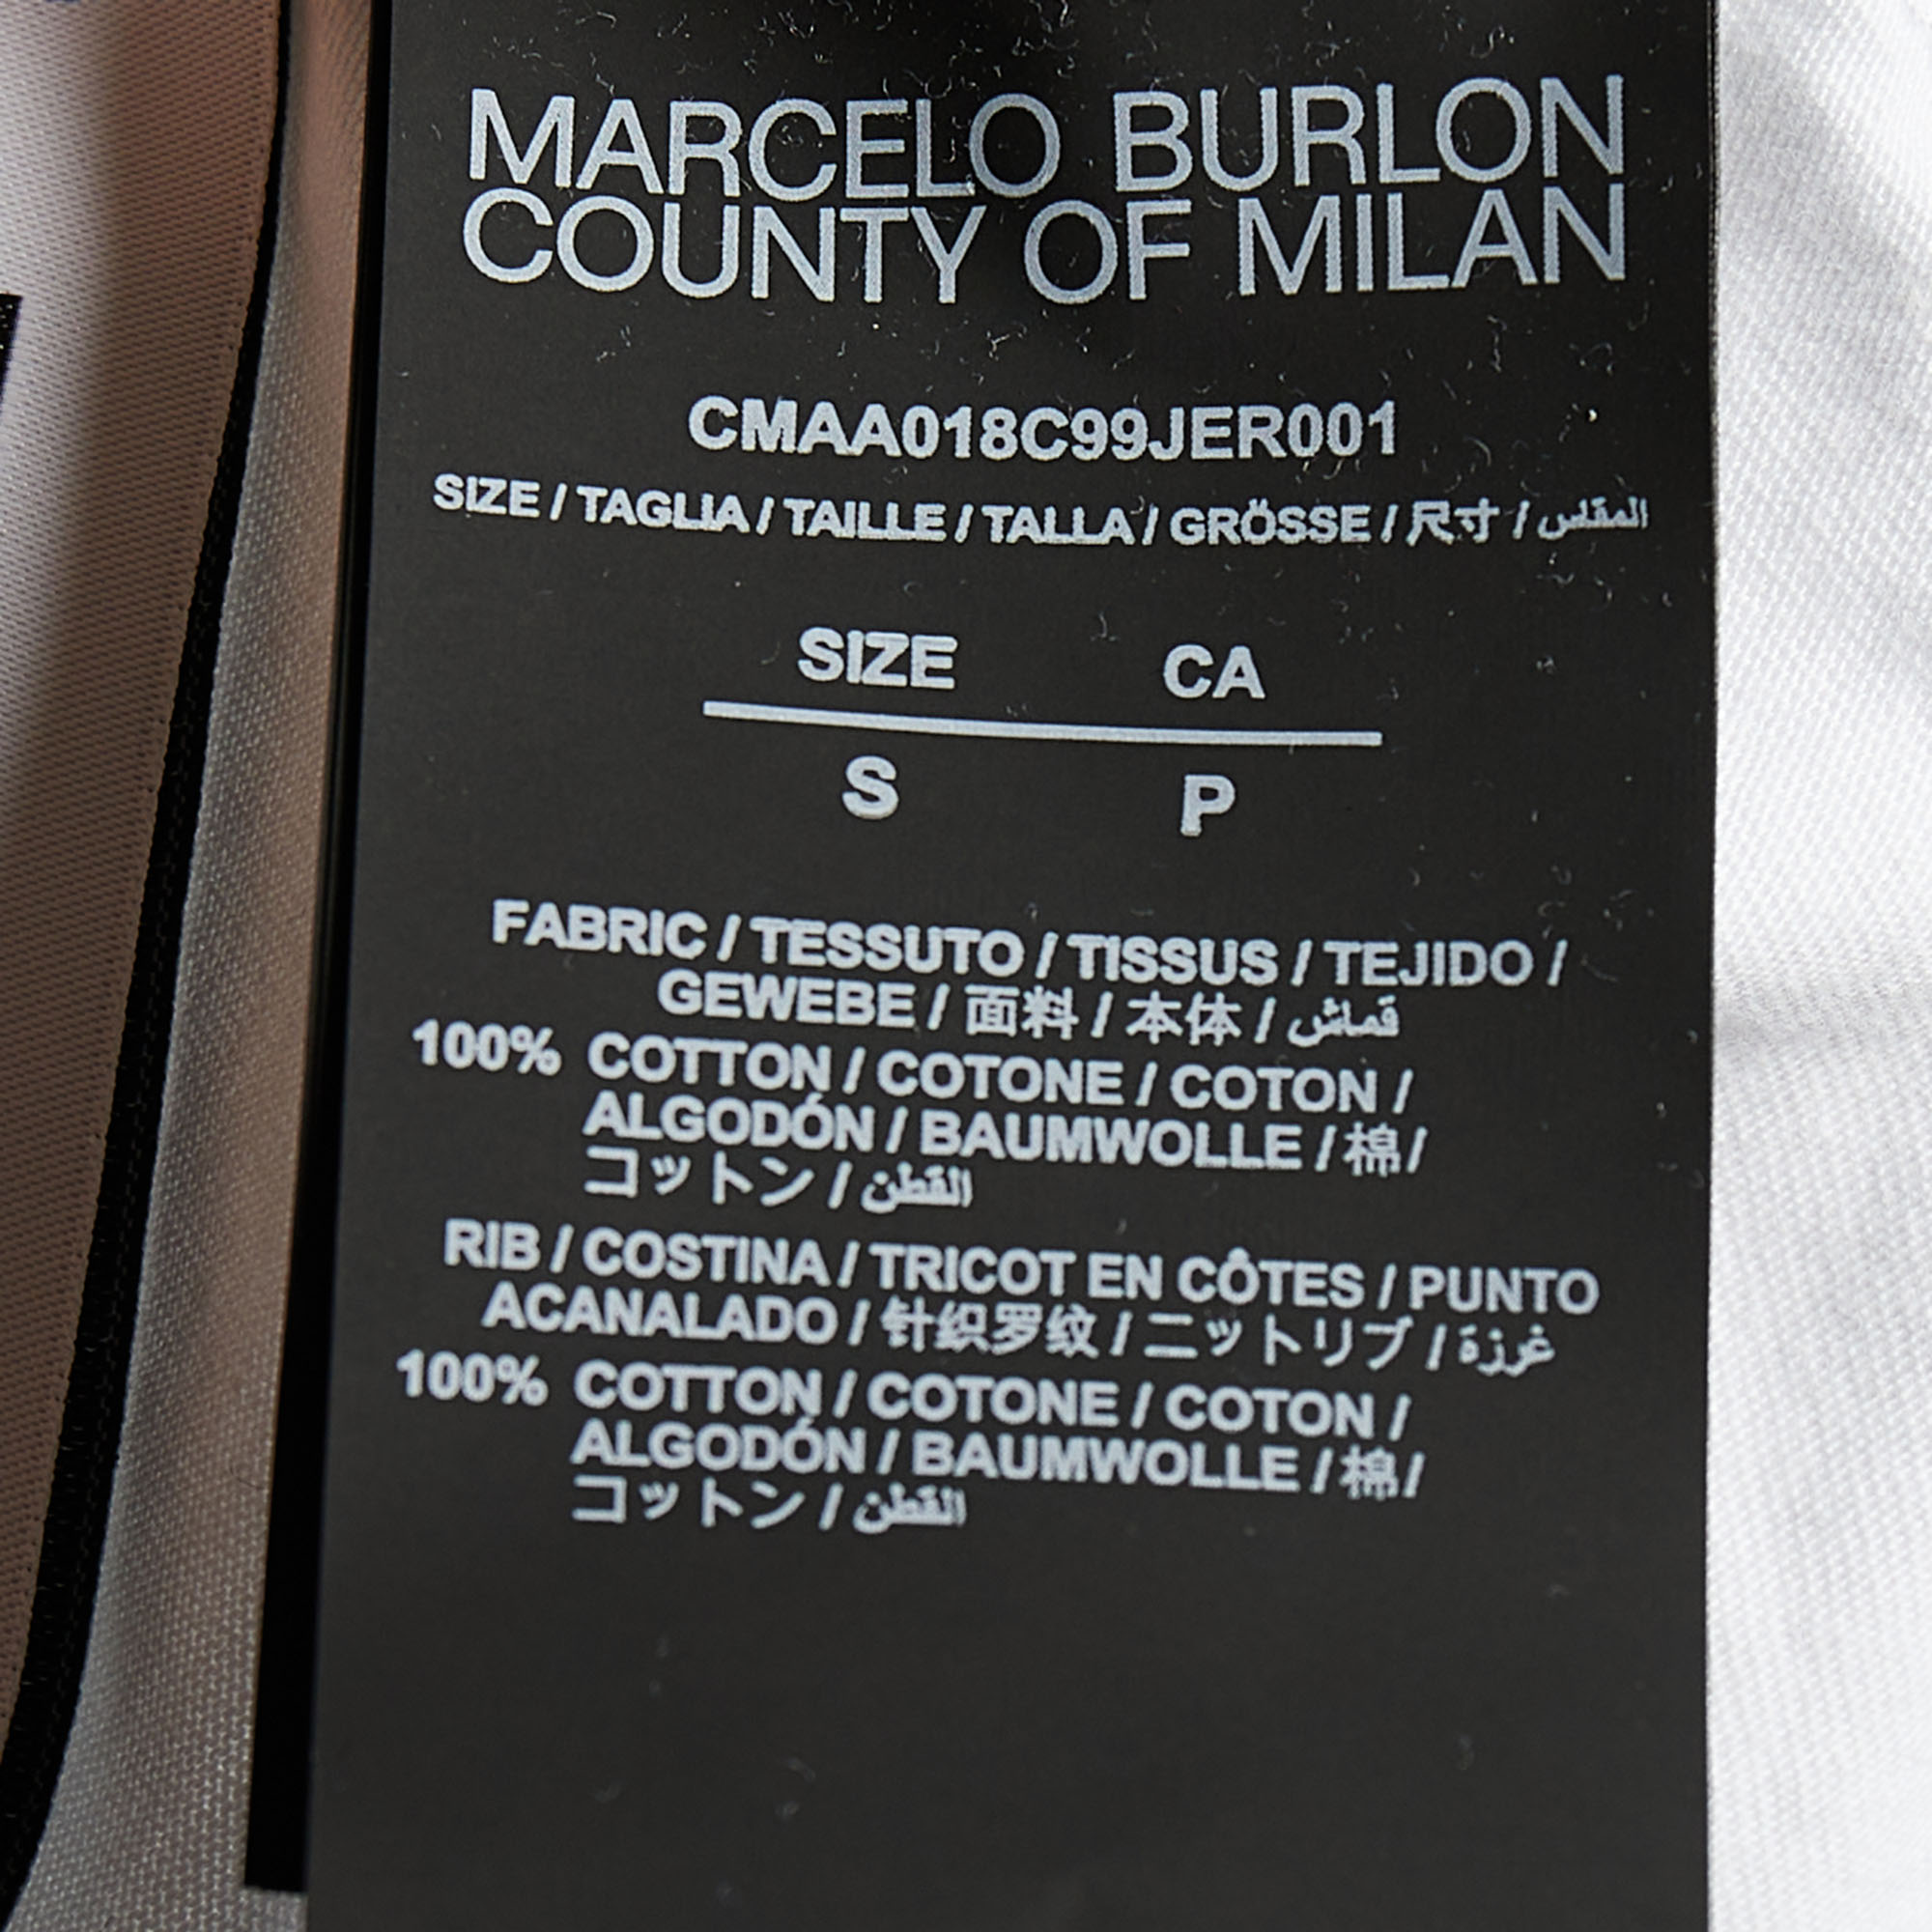 MARCELO BURLON
COUNTY OF MILAN
CMAA018C99JER001
SIZE / TAGLIA / TAILLE / TALLA / GRÖSSE / 尺寸 / المقاس
SIZE CA
S P
FABRIC / TESSUTO / TISSUS / TEJIDO /
GEWEBE / 面料 / 本体 / قماش
100% COTTON / COTONE / COTON /
ALGODÓN / BAUMWOLLE / 棉 /
コットン / القطن
RIB / COSTINA / TRICOT EN CÔTES / PUNTO
ACANALADO / 针织罗纹 / ニットリブ / غرزة
100% COTTON / COTONE / COTON /
ALGODÓN / BAUMWOLLE / 棉 /
コットン / القطن